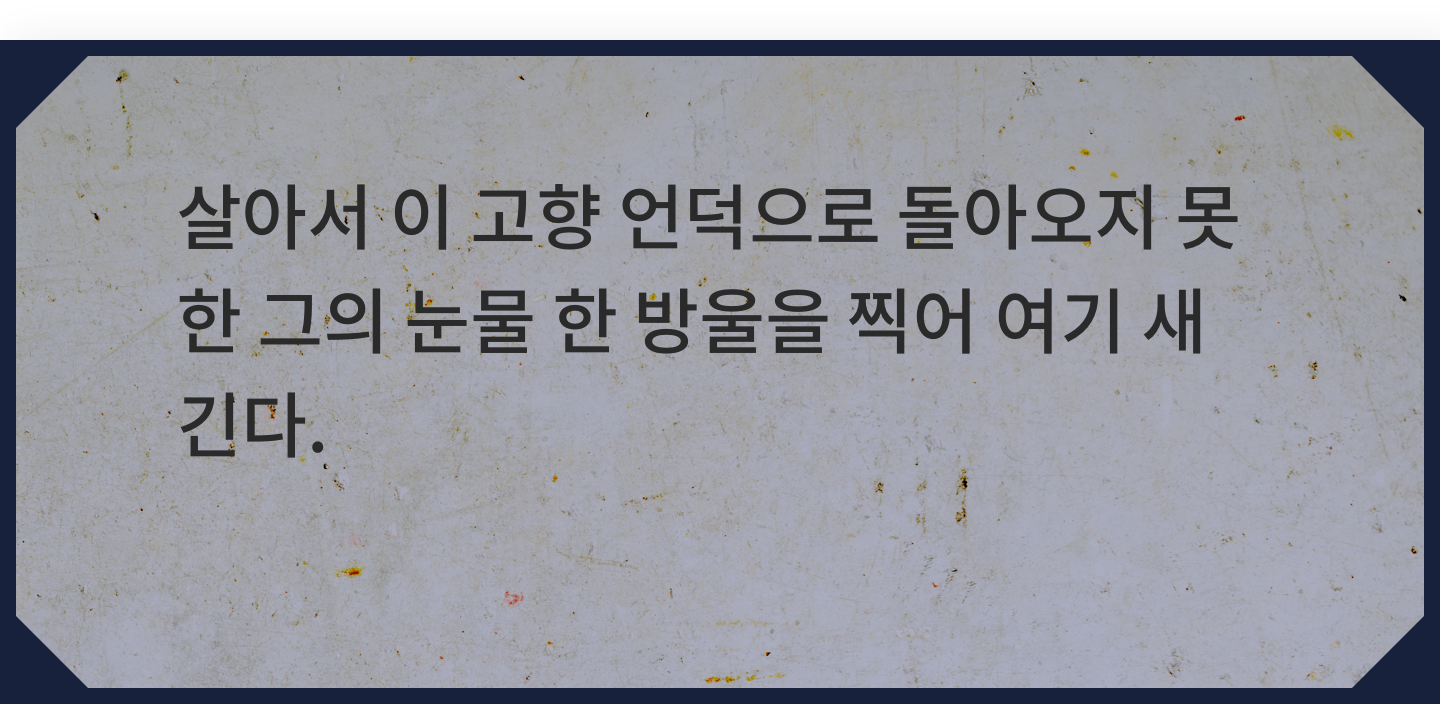 살아서 이 고향 언덕으로 돌아오지 못
한 그의 눈물 한 방울을 찍어 여기 새
긴다.